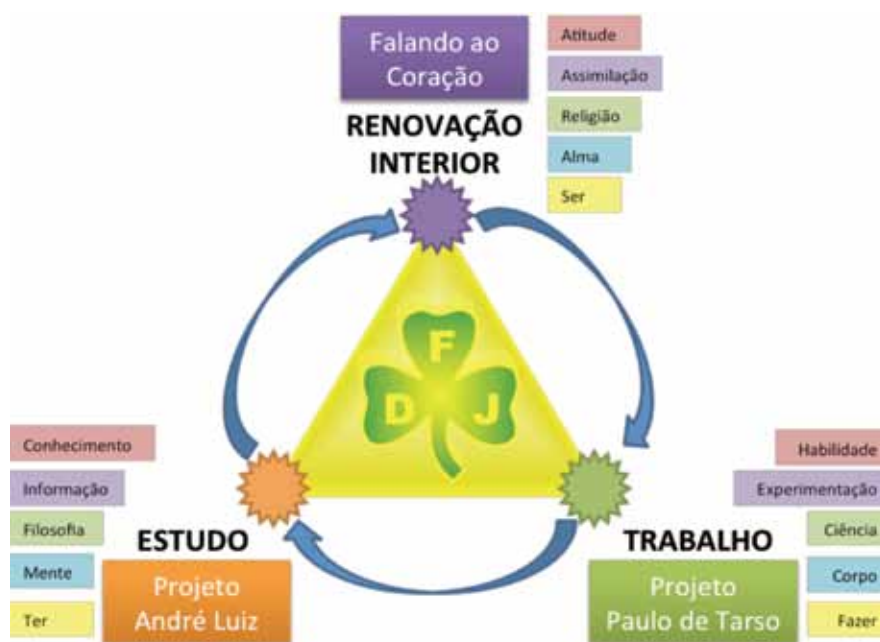 Falando ao
Coração
RENOVAÇÃO
INTERIOR
Atitude
Assimilação
Religião
Alma
Ser
F
D J
Conhecimento
Informação
Filosofia
Mente
Ter
ESTUDO
Projeto
André Luiz
TRABALHO
Projeto
Paulo de Tarso
Habilidade
Experimentação
Ciência
Corpo
Fazer